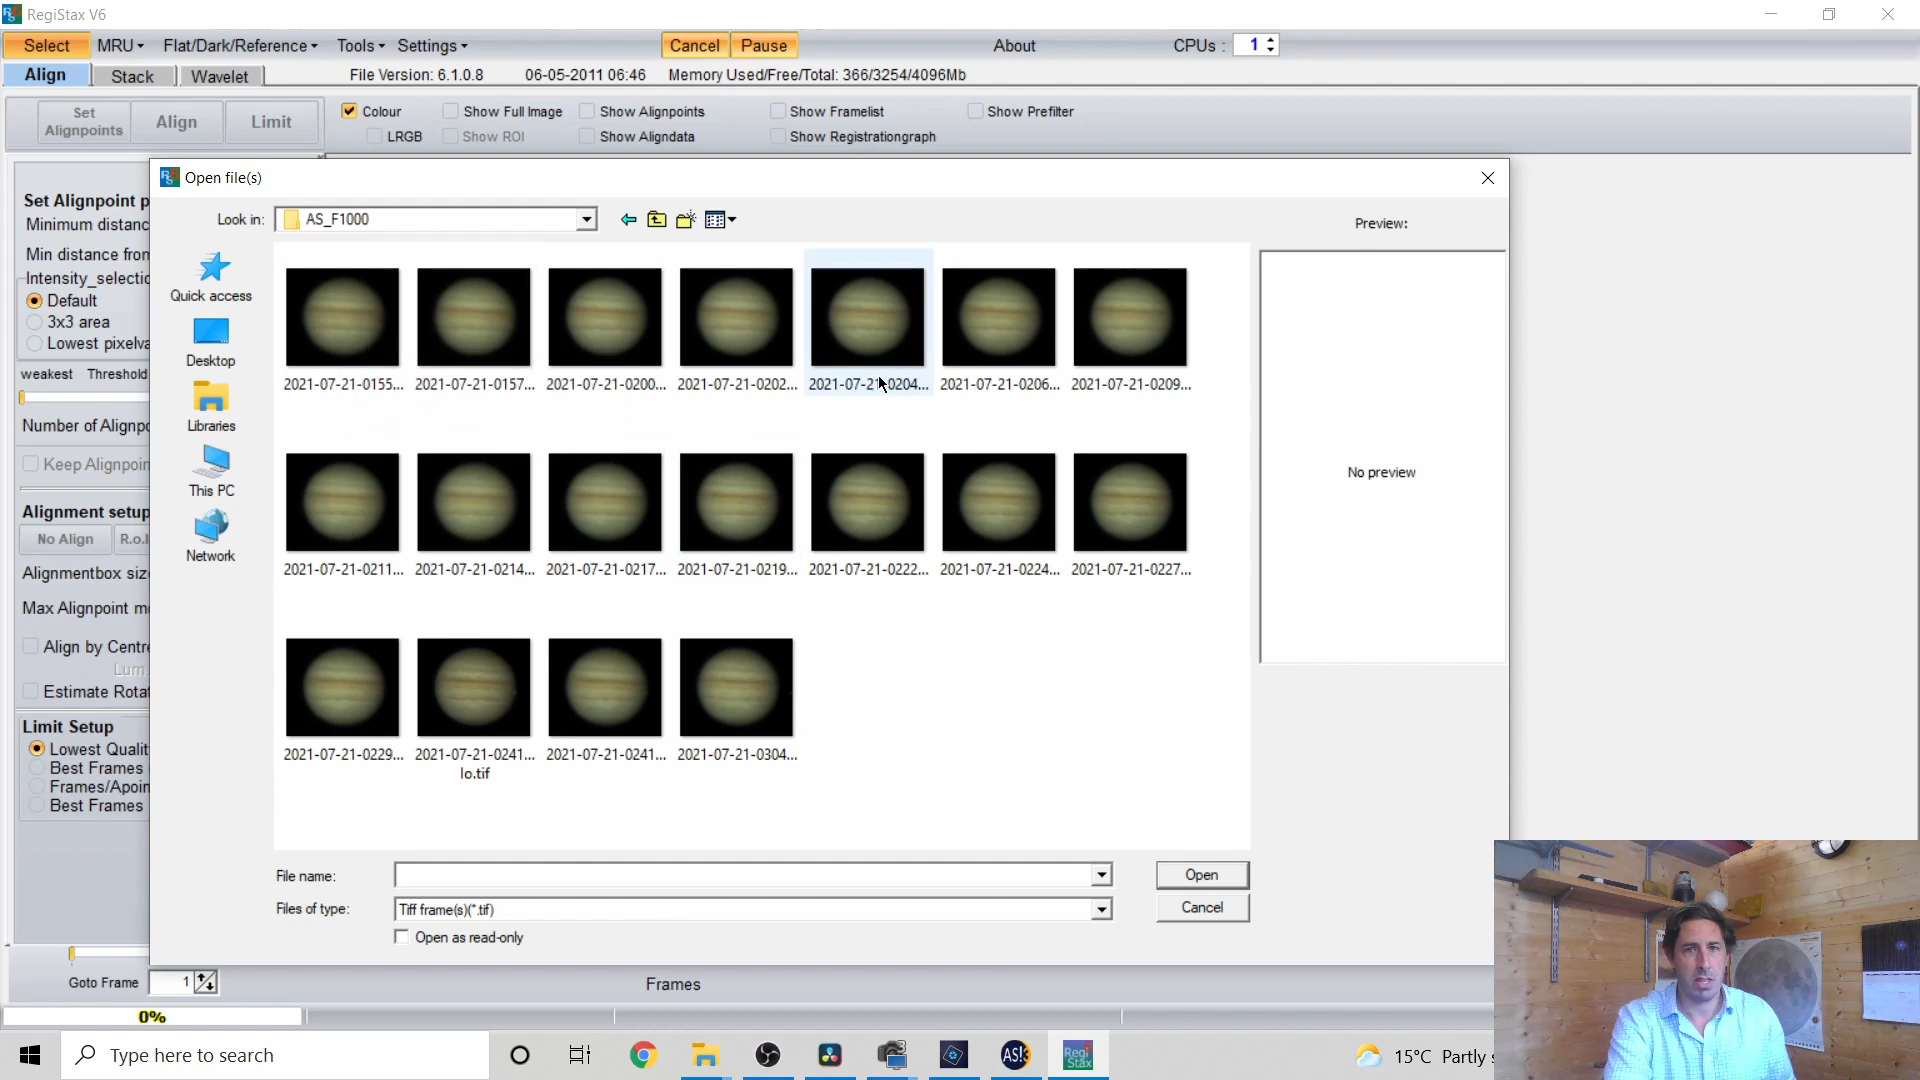 RegiStax V6
Select MRU Flat/Dark/Reference Tools Settings Cancel Pause About CPUs : 1
Align Stack Wavelet File Version: 6.1.0.8 06-05-2011 06:46 Memory Used/Free/Total: 366/3254/4096Mb
Set Alignpoints Align Limit
Colour Show Full Image Show Alignpoints Show Framelist Show Prefilter
LRGB Show ROI Show Aligndata Show Registrationgraph
Open file(s)
Set Alignpoint p
Minimum distanc
Min distance from
Intensity_selectio
Default
3x3 area
Lowest pixelva
weakest Threshold
Number of Alignpo
Keep Alignpoin
Alignment setup
No Align R.o.I
Alignmentbox size
Max Alignpoint mo
Align by Centre
Lum.
Estimate Rotat
Limit Setup
Lowest Qualit
Best Frames
Frames/Apoin
Best Frames
Look in: AS_F1000
Preview:
Quick access
Desktop
Libraries
This PC
Network
2021-07-21-0155... 2021-07-21-0157... 2021-07-21-0200... 2021-07-21-0202... 2021-07-21-0204... 2021-07-21-0206... 2021-07-21-0209...
No preview
2021-07-21-0211... 2021-07-21-0214... 2021-07-21-0217... 2021-07-21-0219... 2021-07-21-0222... 2021-07-21-0224... 2021-07-21-0227...
2021-07-21-0229... 2021-07-21-0241... 2021-07-21-0241... 2021-07-21-0304...
Io.tif
File name: Open
Files of type: Tiff frame(s)(*.tif) Cancel
Open as read-only
Goto Frame 1 Frames
0%
Type here to search AS!3 Regi Stax 15°C Partly s